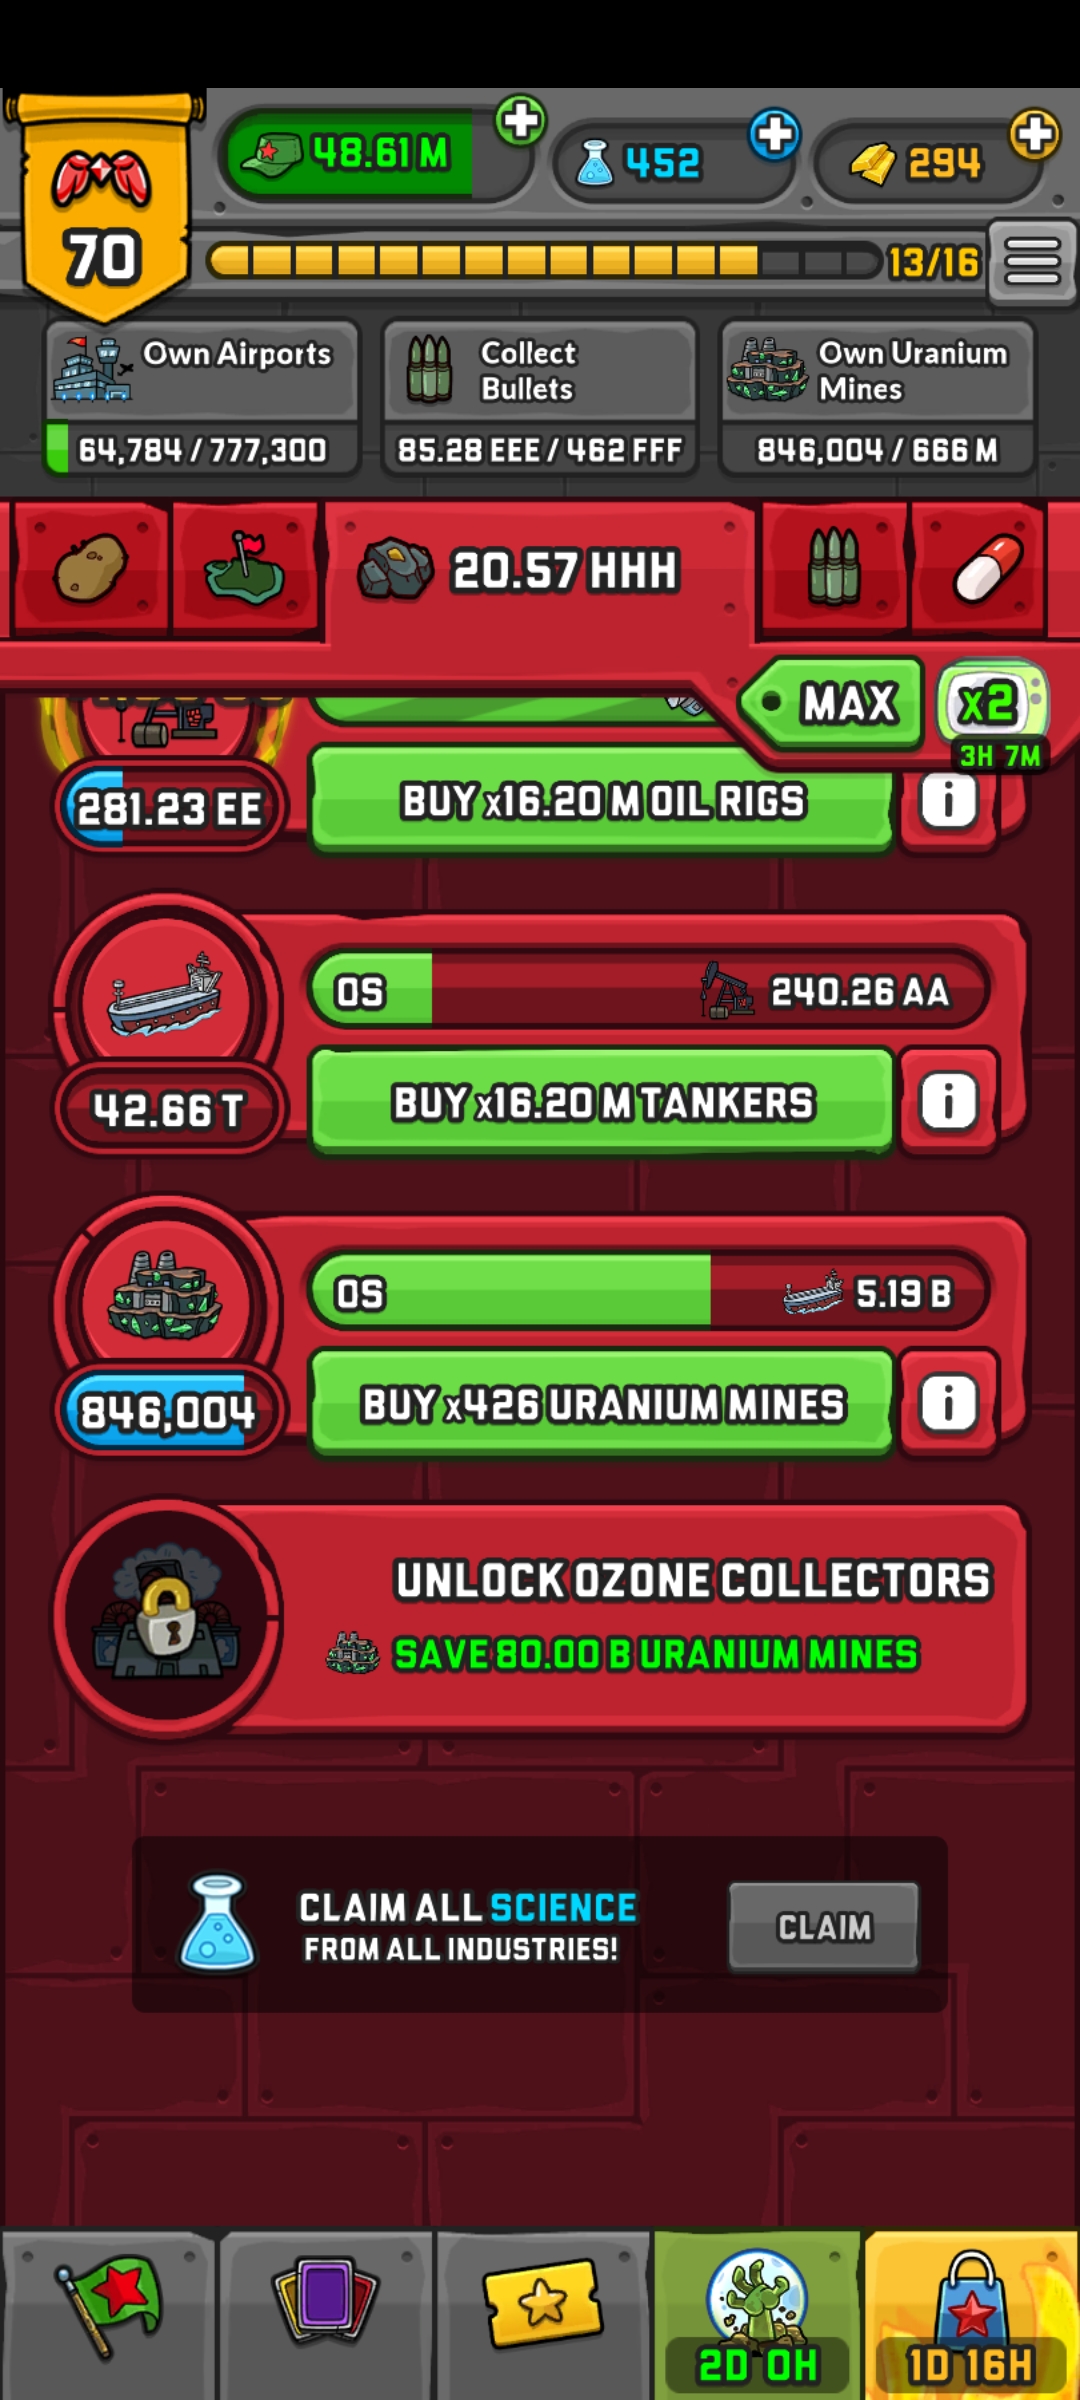 48.61 M
452
294
70
13/16
Own Airports
64,784 / 777,300
Collect
Bullets
85.28 EEE / 462 FFF
Own Uranium
Mines
846,004 / 666 M
20.57 HHH
MAX
x2
3H 7M
281.23 EE
BUY x16.20 M OIL RIGS
i
0S
240.26 AA
42.66 T
BUY x16.20 M TANKERS
i
0S
5.19 B
846,004
BUY x426 URANIUM MINES
i
UNLOCK OZONE COLLECTORS
SAVE 80.00 B URANIUM MINES
CLAIM ALL SCIENCE
FROM ALL INDUSTRIES!
CLAIM
2D 0H
1D 16H